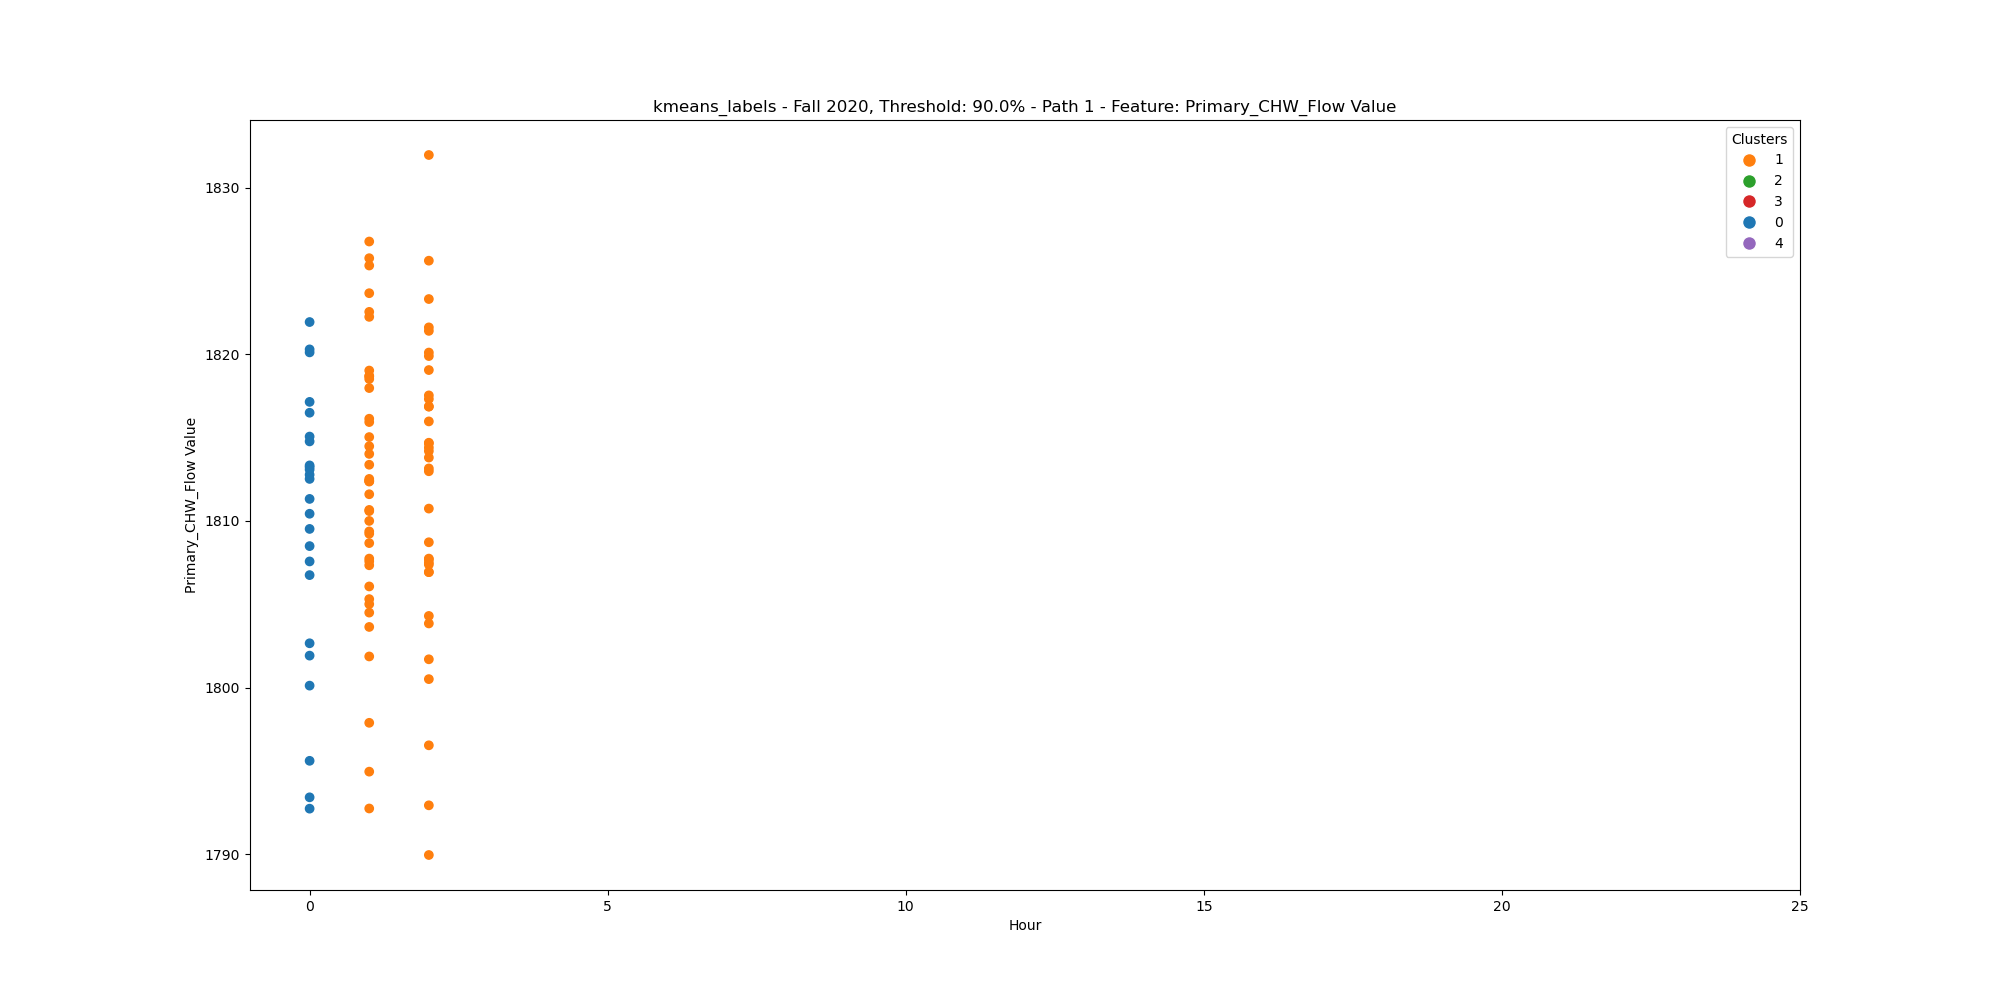 kmeans_labels - Fall 2020, Threshold: 90.0% - Path 1 - Feature: Primary_CHW_Flow Value
Clusters
1
2
3
0
4
Primary_CHW_Flow Value
1830
1820
1810
1800
1790
0 5 10 15 20 25
Hour